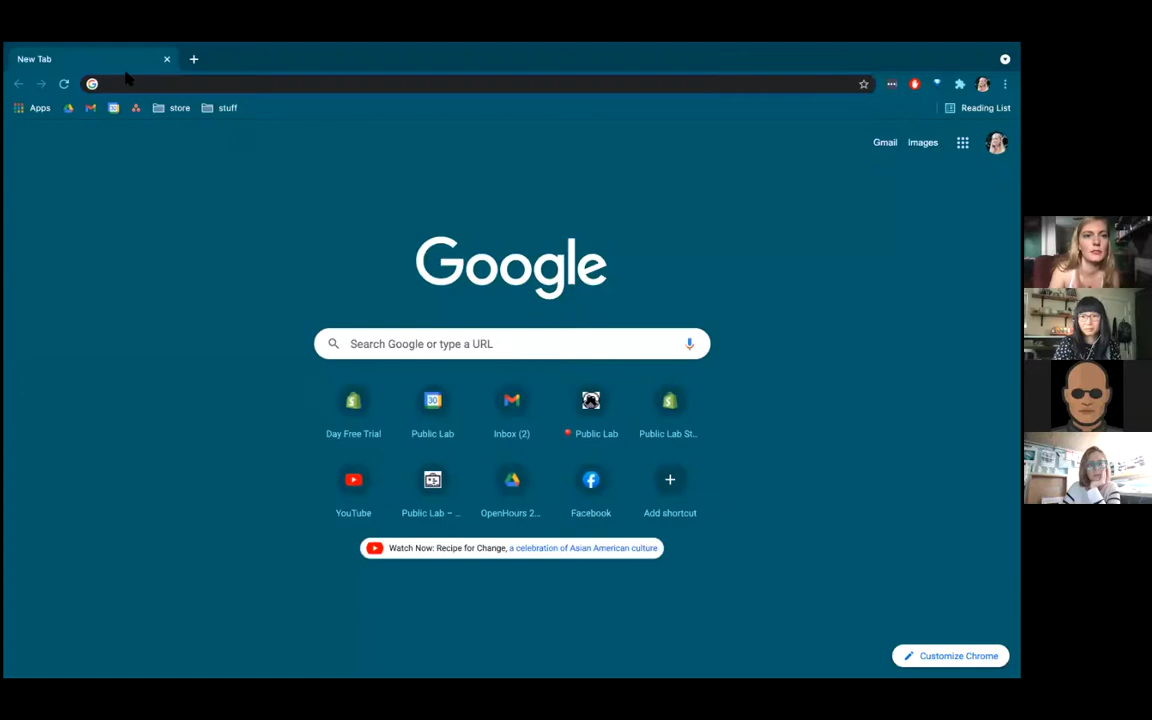 New Tab
Apps
store
stuff
Reading List
Gmail
Images
Google
Search Google or type a URL
Day Free Trial
Public Lab
Inbox (2)
Public Lab
Public Lab St...
YouTube
Public Lab – ...
OpenHours 2...
Facebook
Add shortcut
Watch Now: Recipe for Change, a celebration of Asian American culture
Customize Chrome